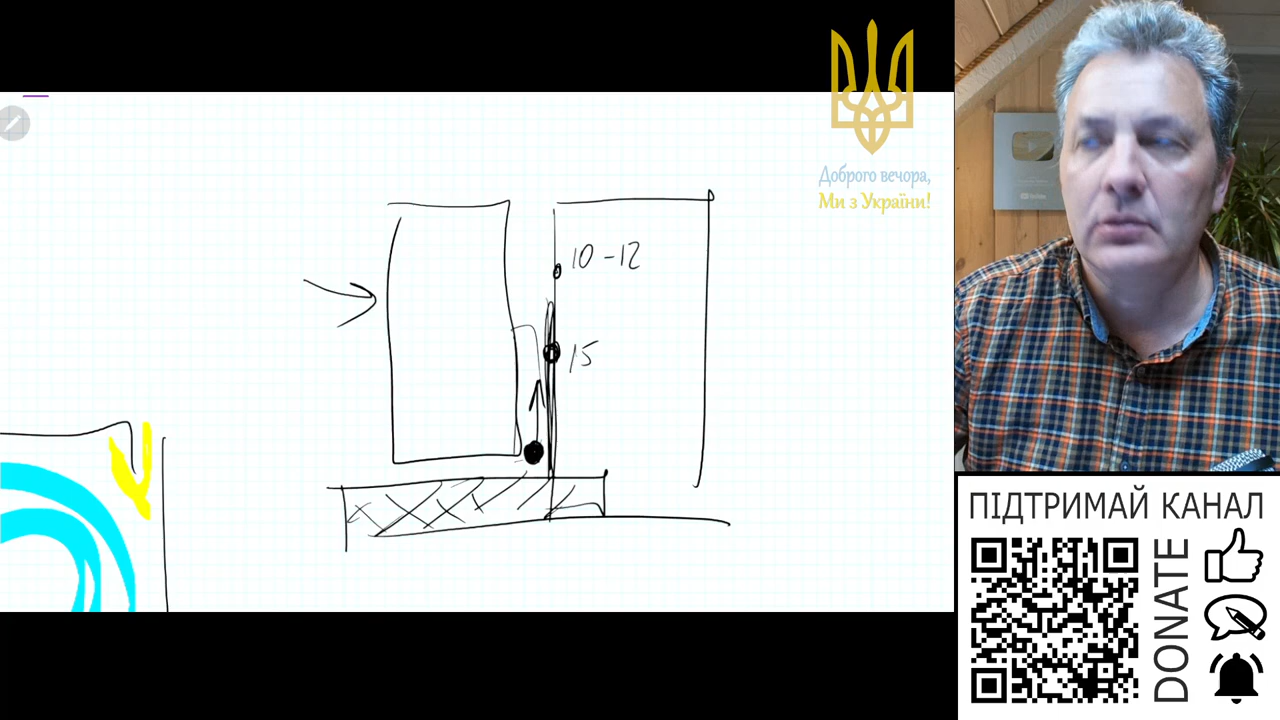 Доброго вечора,
Ми з України!
10-12
15
ПІДТРИМАЙ КАНАЛ
DONATE